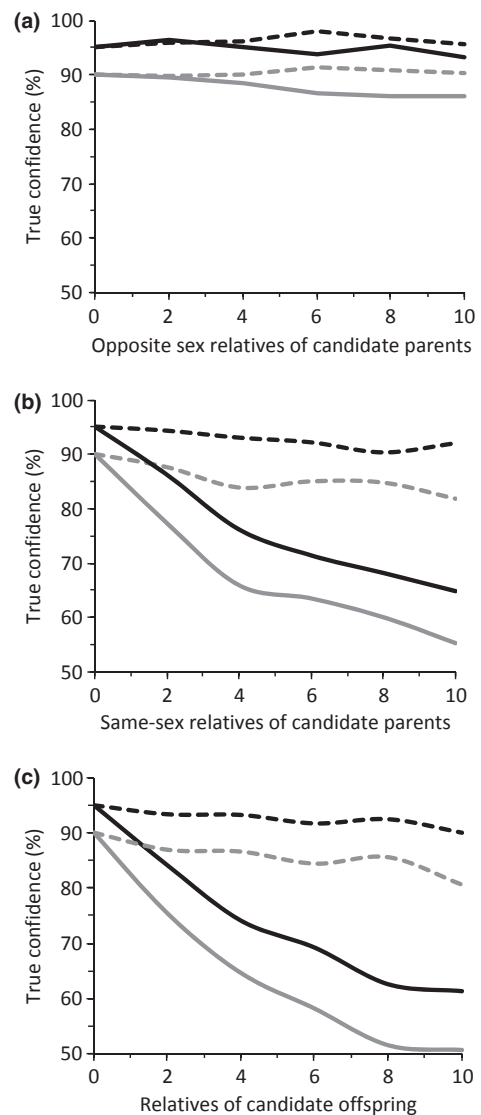 (a)
100
90
80
70
60
50
True confidence (%)
0 2 4 6 8 10
Opposite sex relatives of candidate parents
(b)
100
90
80
70
60
50
True confidence (%)
0 2 4 6 8 10
Same-sex relatives of candidate parents
(c)
100
90
80
70
60
50
True confidence (%)
0 2 4 6 8 10
Relatives of candidate offspring